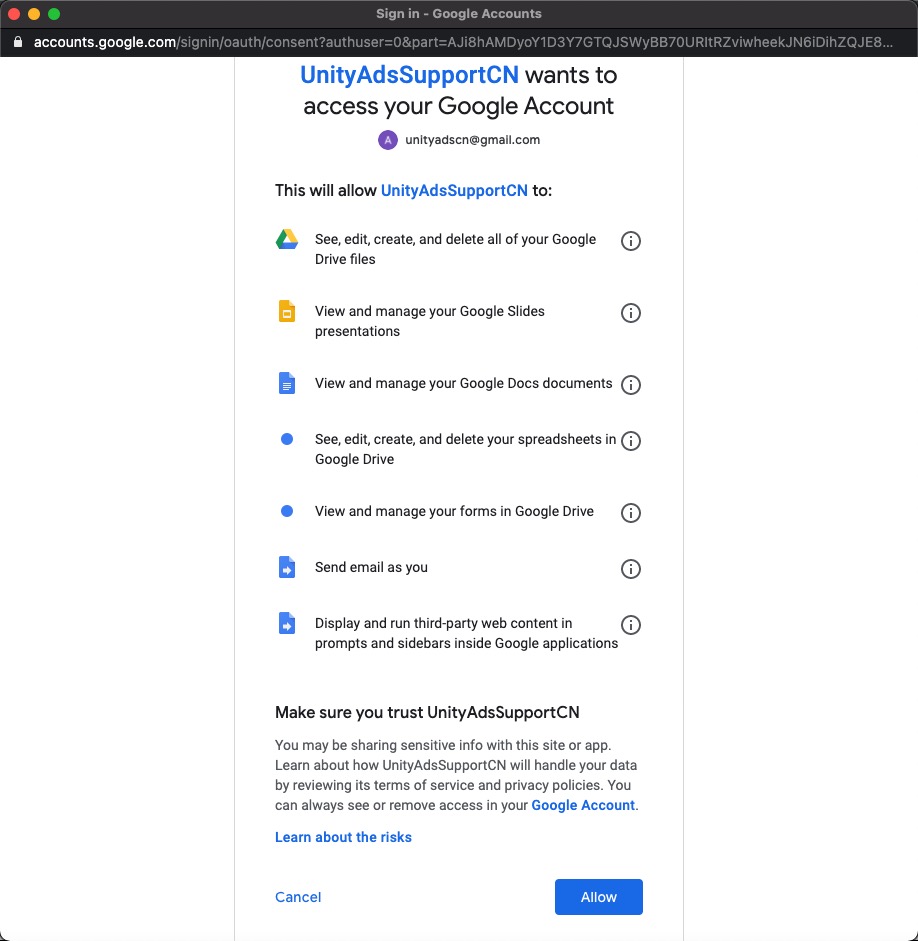 Sign in - Google Accounts
accounts.google.com/signin/oauth/consent?authuser=0&part=AJi8hAMDyoY1D3Y7GTQJSWyBB70URItRZviwheekJN6iDihZQJE8...
UnityAdsSupportCN wants to
access your Google Account
A unityadscn@gmail.com
This will allow UnityAdsSupportCN to:
See, edit, create, and delete all of your Google
Drive files
View and manage your Google Slides
presentations
View and manage your Google Docs documents
See, edit, create, and delete your spreadsheets in
Google Drive
View and manage your forms in Google Drive
Send email as you
Display and run third-party web content in
prompts and sidebars inside Google applications
Make sure you trust UnityAdsSupportCN
You may be sharing sensitive info with this site or app.
Learn about how UnityAdsSupportCN will handle your data
by reviewing its terms of service and privacy policies. You
can always see or remove access in your Google Account.
Learn about the risks
Cancel
Allow